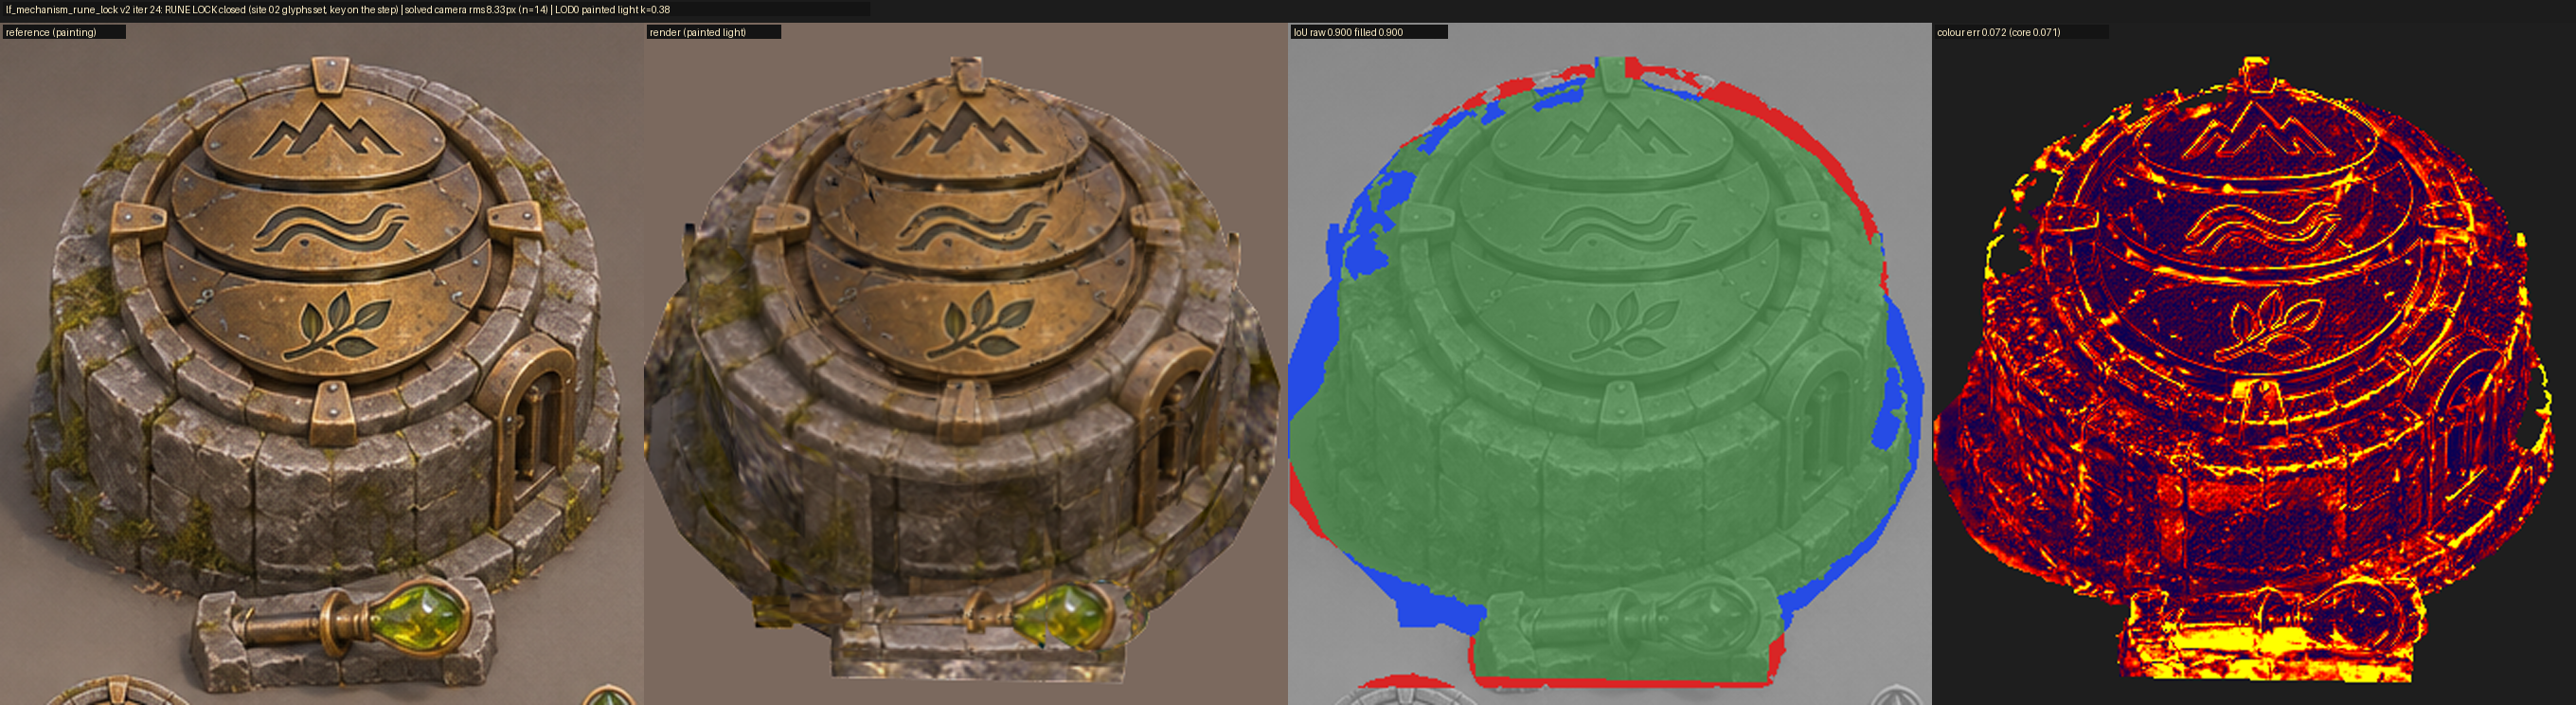 lf_mechanism_rune_lock v2 iter 24: RUNE LOCK closed (site 02 glyphs set, key on the step) | solved camera rms 8.33px (n=14) | LOD0 painted light k=0.38
reference (painting)
render (painted light)
IoU raw 0.900 filled 0.900
colour err 0.072 (core 0.071)